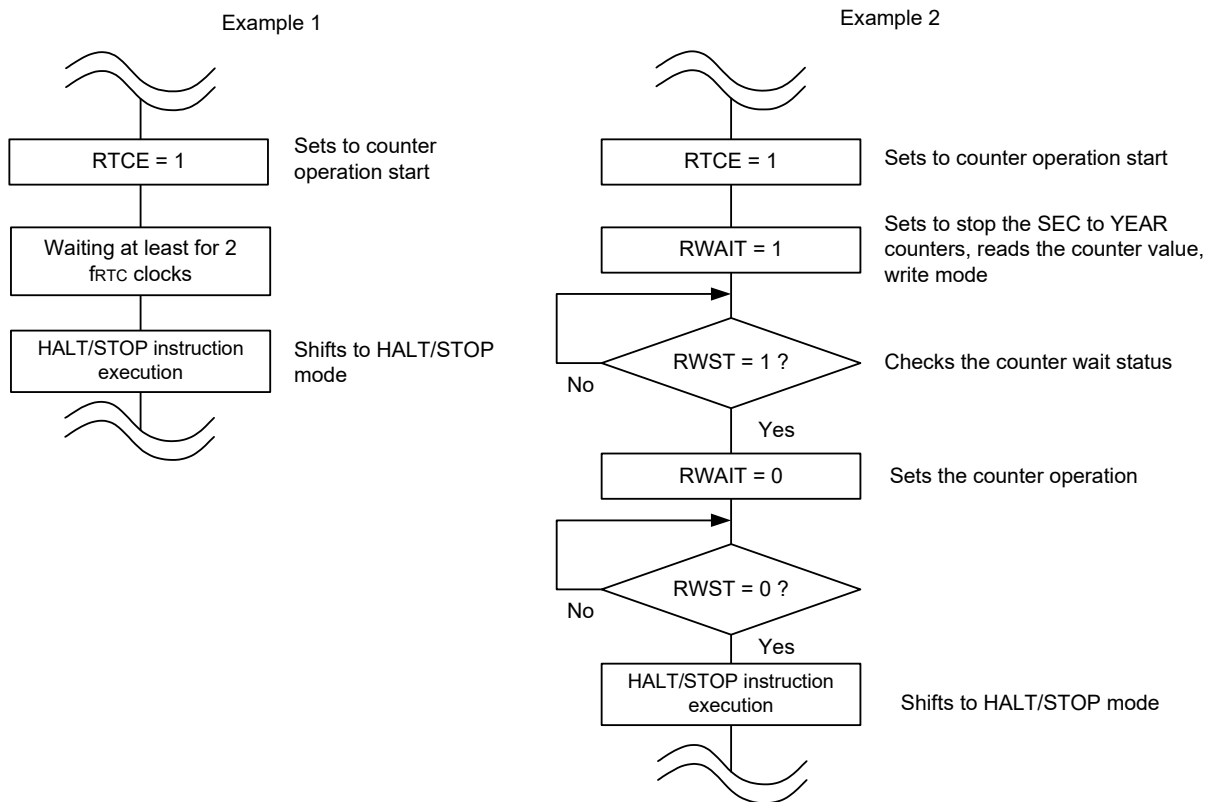 Example 1
RTCE = 1
Sets to counter
operation start
Waiting at least for 2
fRTC clocks
HALT/STOP instruction
execution
Shifts to HALT/STOP
mode
Example 2
RTCE = 1
Sets to counter operation start
RWAIT = 1
Sets to stop the SEC to YEAR
counters, reads the counter value,
write mode
RWST = 1 ?
Checks the counter wait status
No
Yes
RWAIT = 0
Sets the counter operation
RWST = 0 ?
No
Yes
HALT/STOP instruction
execution
Shifts to HALT/STOP mode